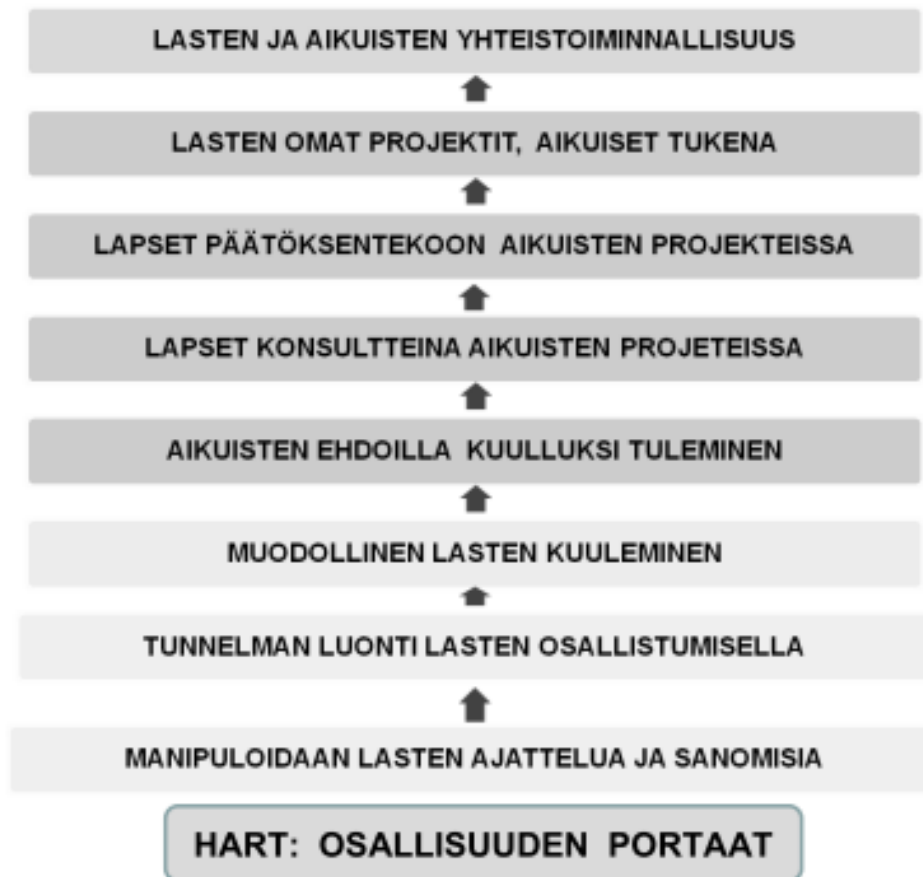 LASTEN JA AIKUISTEN YHTEISTOIMINNALLISUUS
LASTEN OMAT PROJEKTIT, AIKUISET TUKENA
LAPSET PÄÄTÖKSENTEKOON AIKUISTEN PROJEKTEISSA
LAPSET KONSULTTEINA AIKUISTEN PROJETEISSA
AIKUISTEN EHDOILLA KUULLUKSI TULEMINEN
MUODOLLINEN LASTEN KUULEMINEN
TUNNELMAN LUONTI LASTEN OSALLISTUMISELLA
MANIPULOIDAAN LASTEN AJATTELUA JA SANOMISIA
HART: OSALLISUUDEN PORTAAT